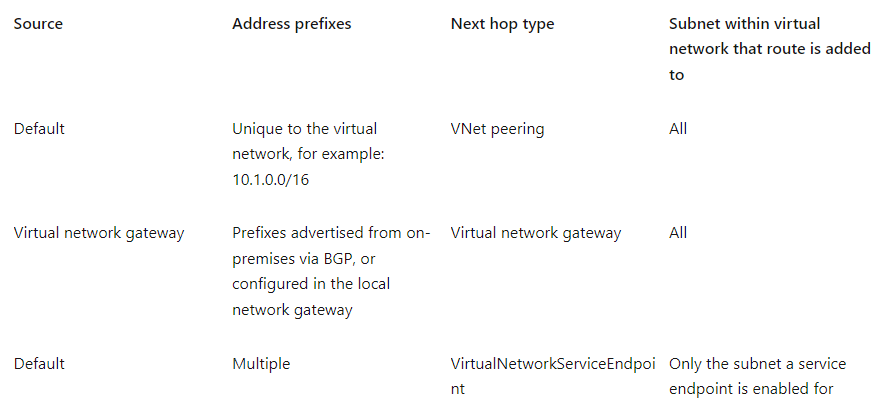 Source Address prefixes Next hop type Subnet within virtual
network that route is added
to
Default Unique to the virtual VNet peering All
network, for example:
10.1.0.0/16
Virtual network gateway Prefixes advertised from on- Virtual network gateway All
premises via BGP, or
configured in the local
network gateway
Default Multiple VirtualNetworkServiceEndpoi Only the subnet a service
nt endpoint is enabled for